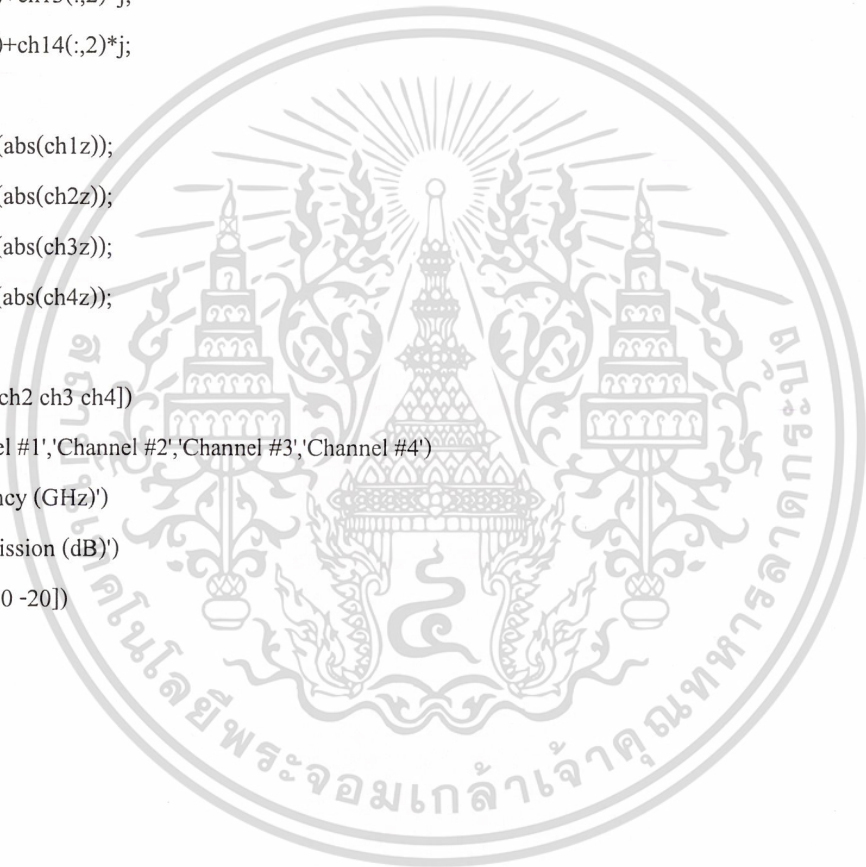 )+ch14(:,2)*j;
(abs(ch1z));
(abs(ch2z));
(abs(ch3z));
(abs(ch4z));
ch2 ch3 ch4])
el #1','Channel #2','Channel #3','Channel #4')
ncy (GHz)')
ission (dB)')
0 -20])
สถาบันเทคโนโลยีพระจอมเกล้าเจ้าคุณทหารลาดกระบัง